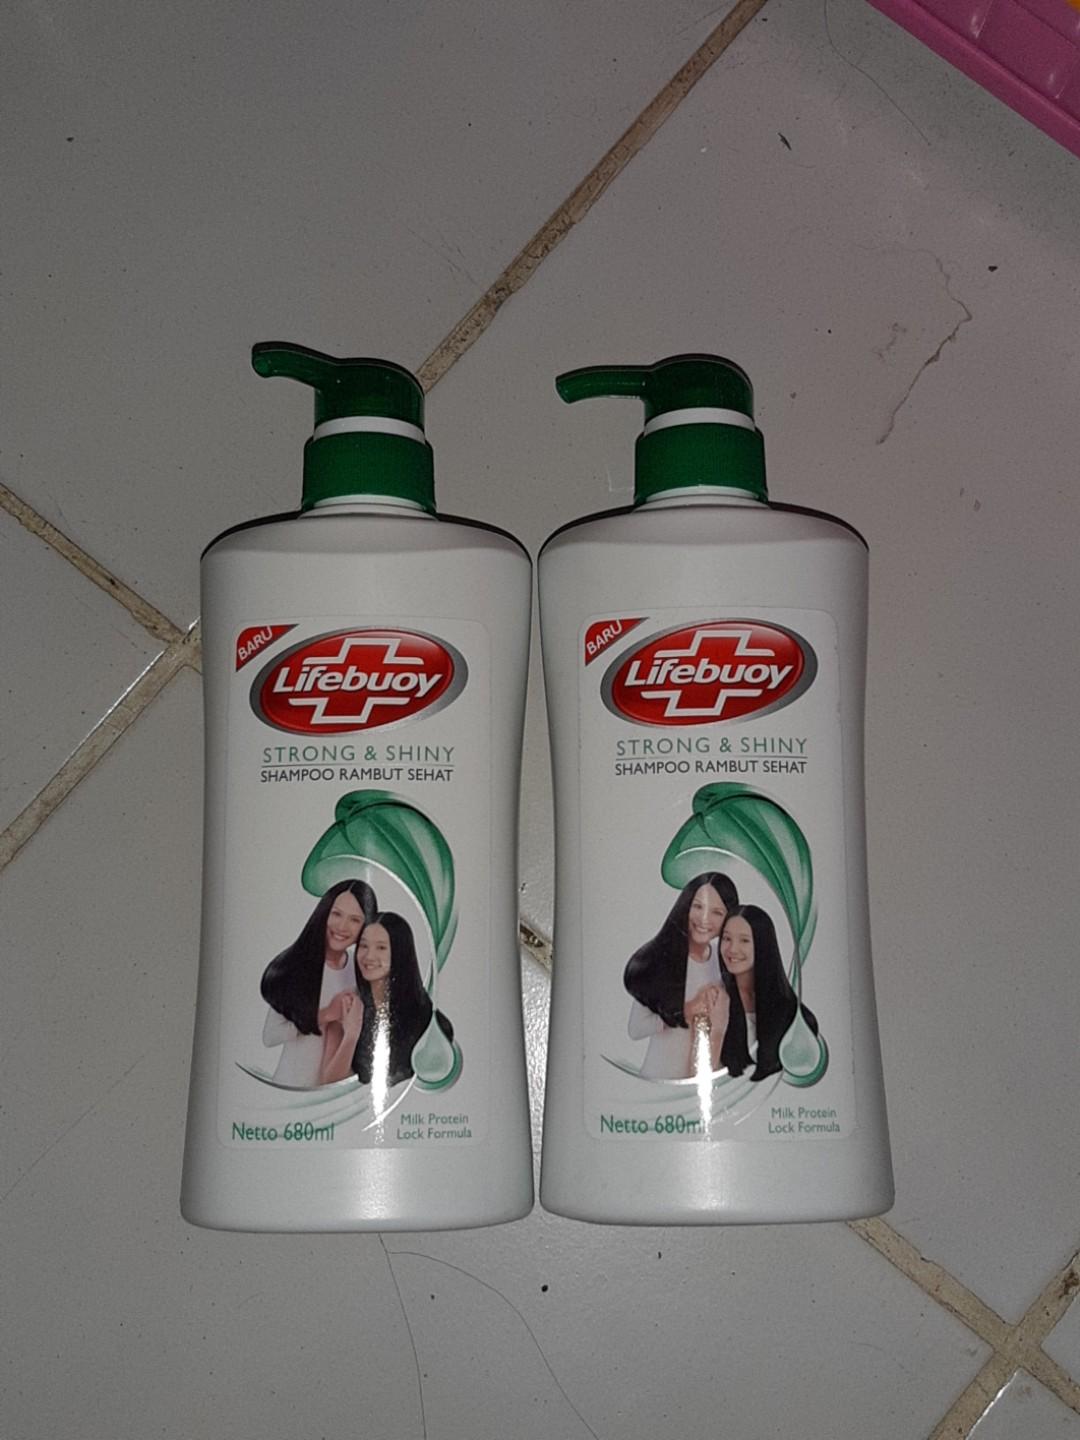 BARU
Lifebuoy
STRONG & SHINY
SHAMPOO RAMBUT SEHAT
Netto 680ml
Milk Protein
Lock Formula
BARU
Lifebuoy
STRONG & SHINY
SHAMPOO RAMBUT SEHAT
Netto 680ml
Milk Protein
Lock Formula